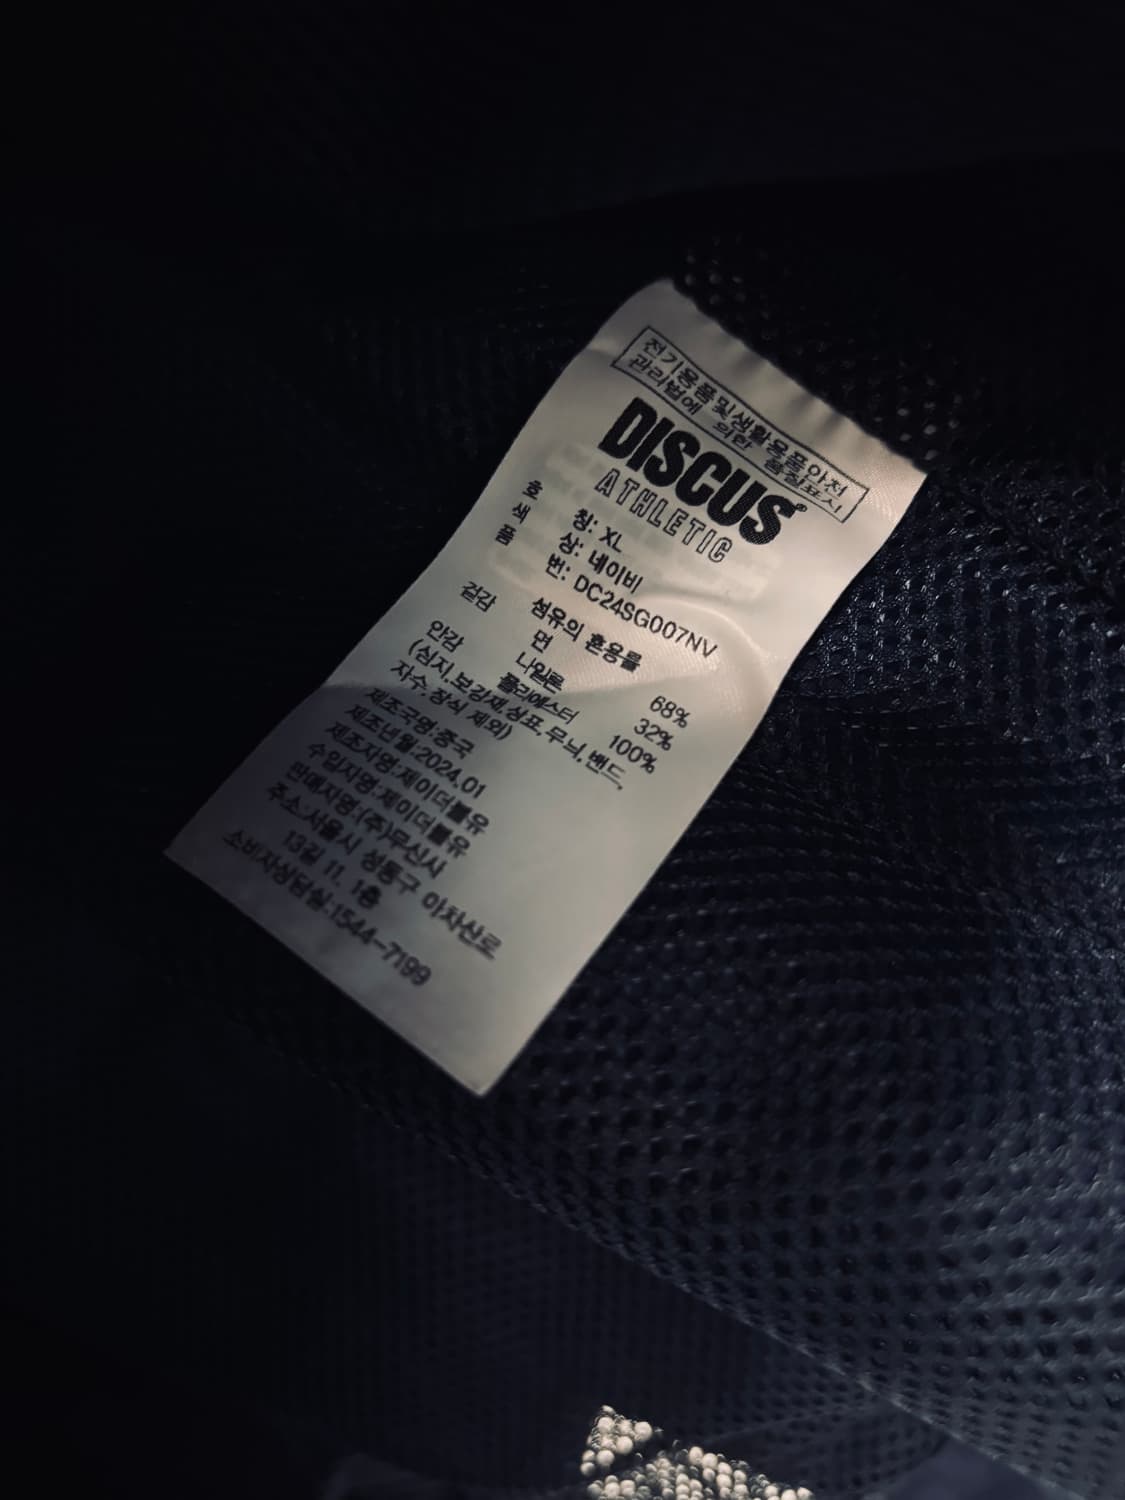 전기용품및생활용품안전
관리법에 의한 품질표시
DISCUS®
ATHLETIC
호 칭: XL
색 상: 네이비
품 번: DC24SG007NV
섬유의 혼용률
겉감 면 68%
나일론 32%
안감 폴리에스터 100%
(심지,보강재,상표,무늬,밴드,
자수, 장식 제외)
제조국명:중국
제조년월:2024.01
제조자명:제이더블유
수입자명:제이더블유
판매자명:(주)무신사
주소:서울시 성동구 아차산로
13길 11, 1층
소비자상담실:1544-7199